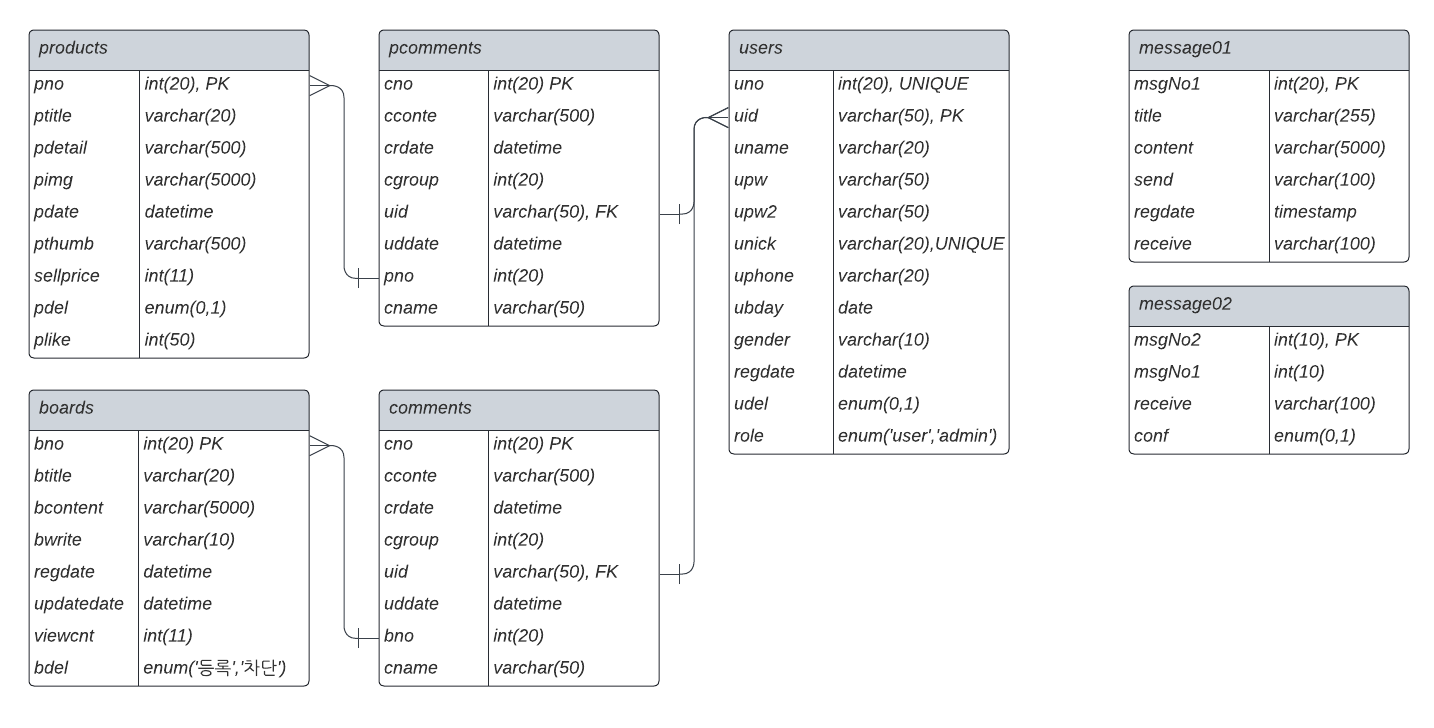 products
pno int(20), PK
ptitle varchar(20)
pdetail varchar(500)
pimg varchar(5000)
pdate datetime
pthumb varchar(500)
sellprice int(11)
pdel enum(0,1)
plike int(50)
pcomments
cno int(20) PK
cconte varchar(500)
crdate datetime
cgroup int(20)
uid varchar(50), FK
uddate datetime
pno int(20)
cname varchar(50)
users
uno int(20), UNIQUE
uid varchar(50), PK
uname varchar(20)
upw varchar(50)
upw2 varchar(50)
unick varchar(20),UNIQUE
uphone varchar(20)
ubday date
gender varchar(10)
regdate datetime
udel enum(0,1)
role enum('user','admin')
message01
msgNo1 int(20), PK
title varchar(255)
content varchar(5000)
send varchar(100)
regdate timestamp
receive varchar(100)
message02
msgNo2 int(10), PK
msgNo1 int(10)
receive varchar(100)
conf enum(0,1)
boards
bno int(20) PK
btitle varchar(20)
bcontent varchar(5000)
bwrite varchar(10)
regdate datetime
updatedate datetime
viewcnt int(11)
bdel enum('등록','차단')
comments
cno int(20) PK
cconte varchar(500)
crdate datetime
cgroup int(20)
uid varchar(50), FK
uddate datetime
bno int(20)
cname varchar(50)